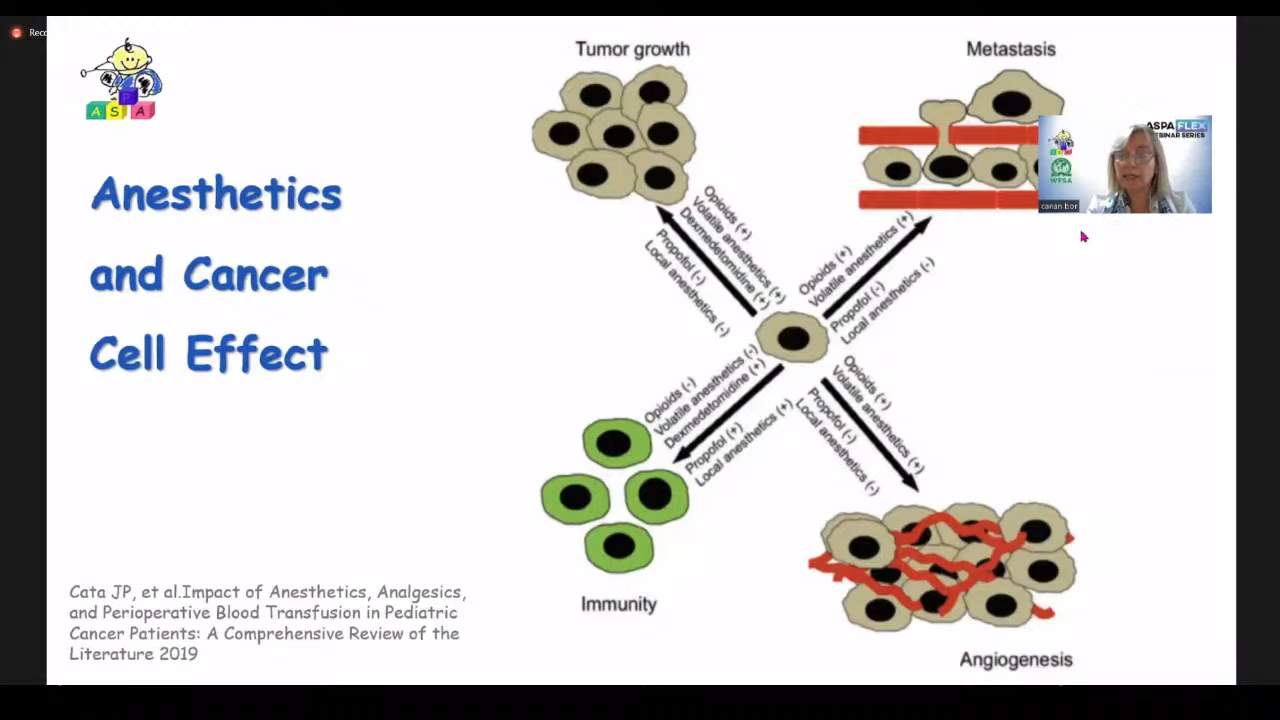 Reco
A
S
P
A
Anesthetics
and Cancer
Cell Effect
Tumor growth
Metastasis
ASPA FLEX
WEBINAR SERIES
WFSA
canan bor
Opioids (+)
Volatile anesthetics (+)
Dexmedetomidine (+)
Propofol (-)
Local anesthetics (-)
Opioids (+)
Volatile anesthetics (+)
Propofol (-)
Local anesthetics (-)
Opioids (-)
Volatile anesthetics (-)
Dexmedetomidine (+)
Propofol (+)
Local anesthetics (+)
Opioids (+)
Volatile anesthetics (+)
Propofol (-)
Local anesthetics (-)
Immunity
Angiogenesis
Cata JP, et al.Impact of Anesthetics, Analgesics,
and Perioperative Blood Transfusion in Pediatric
Cancer Patients: A Comprehensive Review of the
Literature 2019